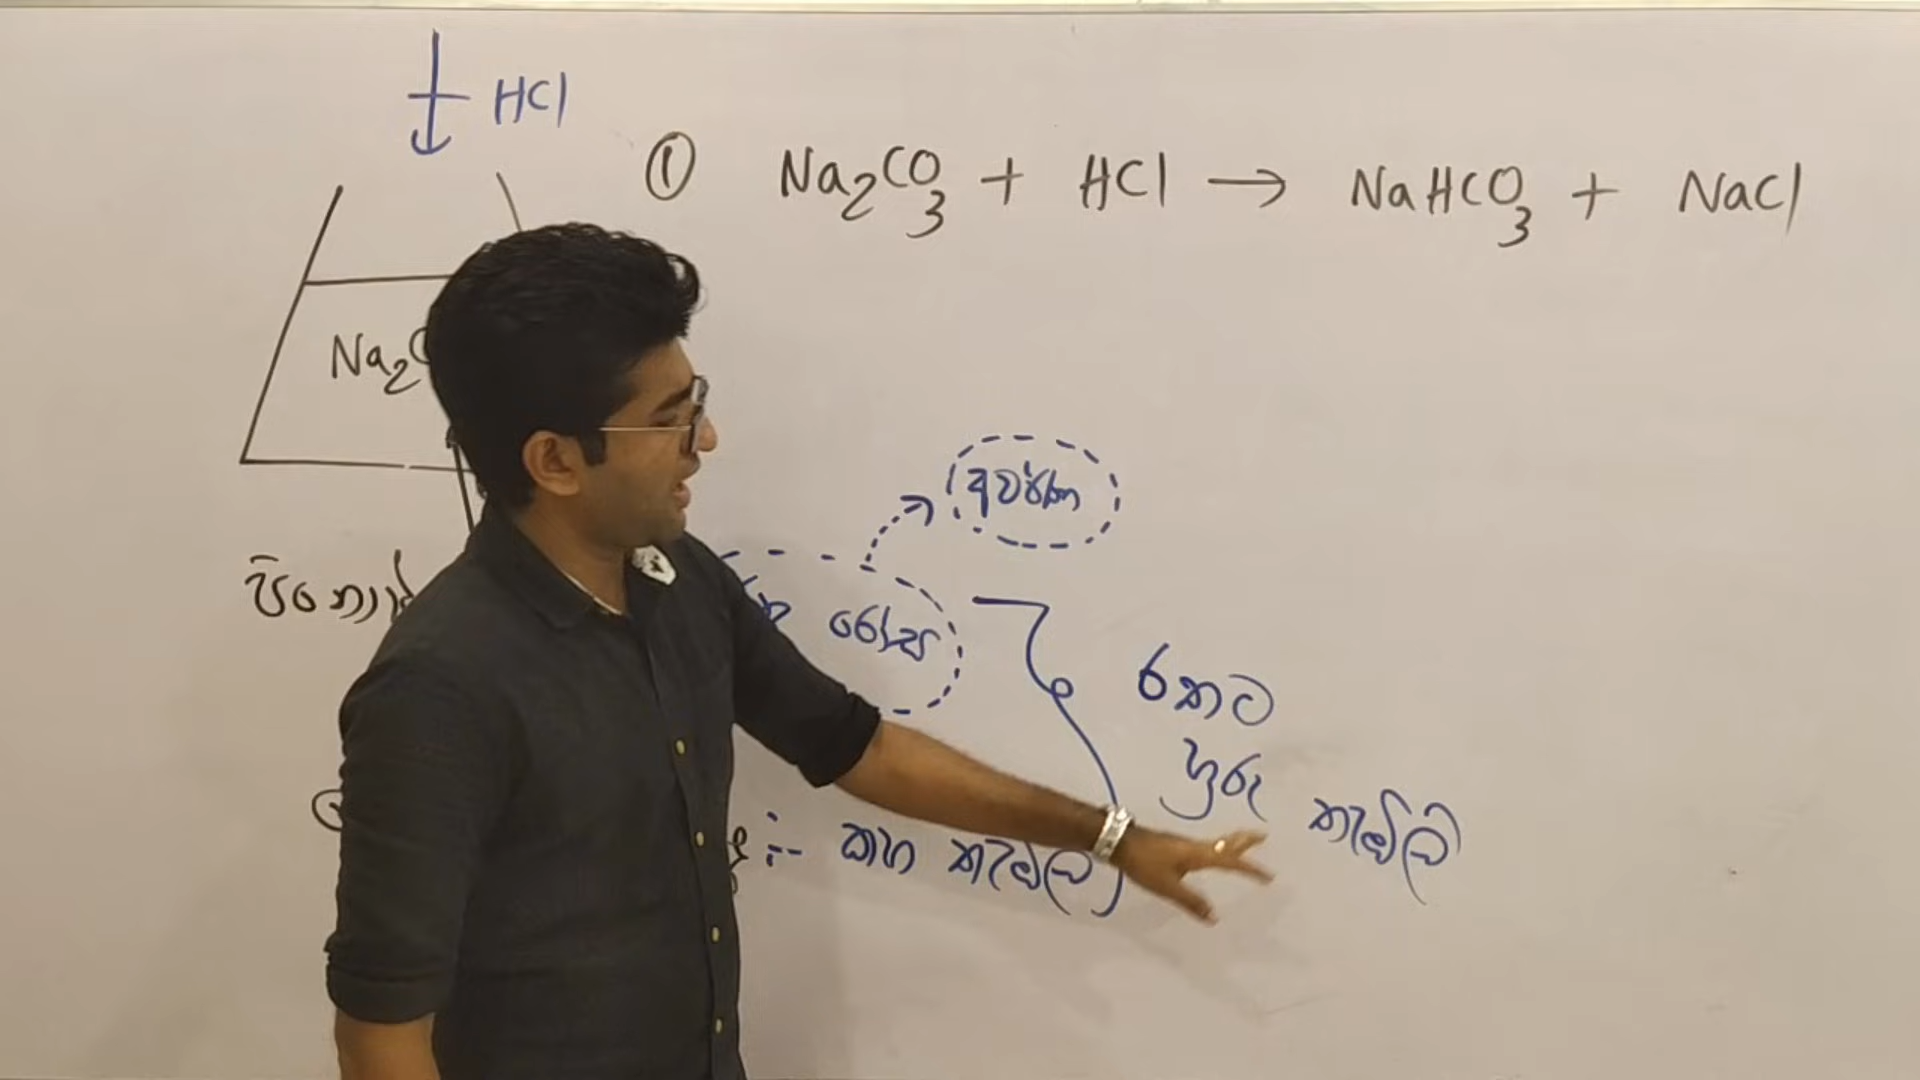 HCl
① Na₂CO₃ + HCl → NaHCO₃ + NaCl
Na₂C
අවර්ණ
රෝස
රතට
හුරු
තැඹිලි
:- කහ තැඹිලි